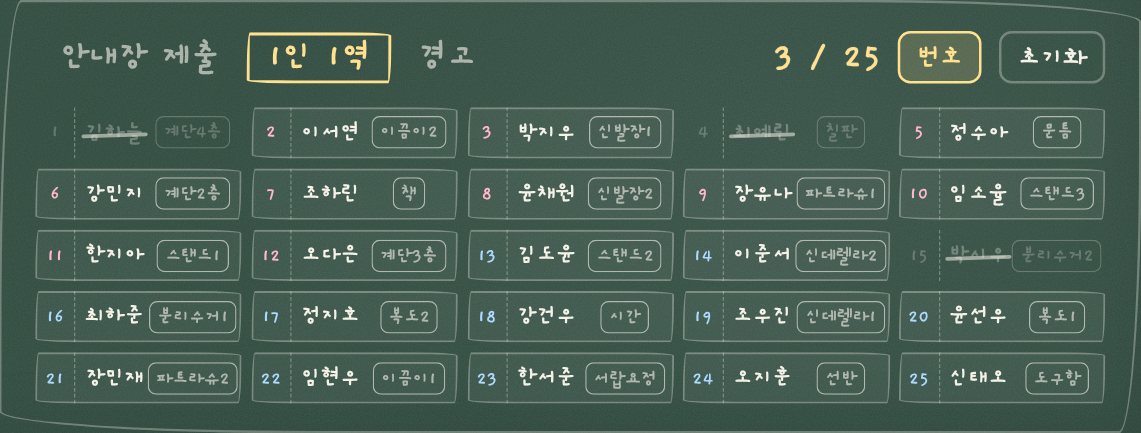 안내장 제출 1인 1역 경고 3 / 25 번호 초기화
1 김하늘 계단4층 2 이서연 이끔이2 3 박지우 신발장1 4 최예린 칠판 5 정수아 문틈
6 강민지 계단2층 7 조하린 책 8 윤채원 신발장2 9 장유나 파트라슈1 10 임소율 스탠드3
11 한지아 스탠드1 12 오다은 계단3층 13 김도윤 스탠드2 14 이준서 신데렐라2 15 박시우 분리수거2
16 최하준 분리수거1 17 정지호 복도2 18 강건우 시간 19 조우진 신데렐라1 20 윤선우 복도1
21 장민재 파트라슈2 22 임현우 이끔이1 23 한서준 서랍요정 24 오지훈 선반 25 신태오 도구함